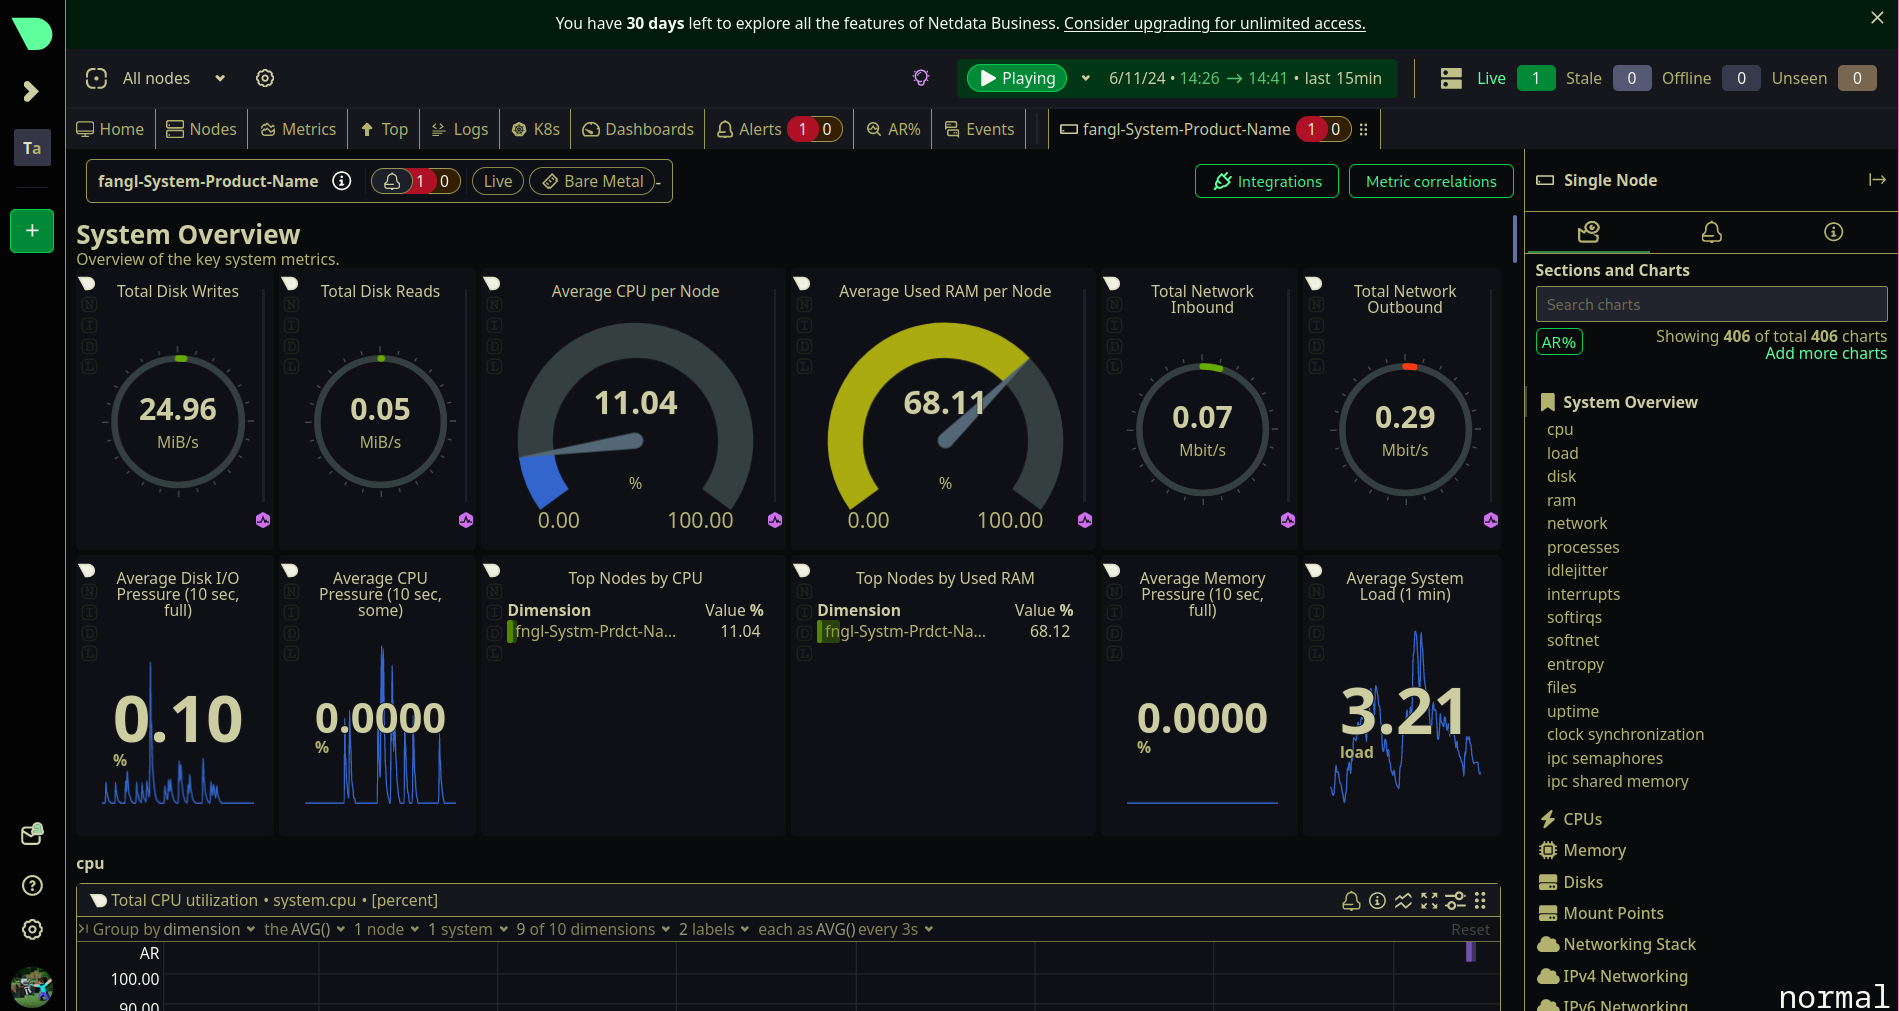 You have 30 days left to explore all the features of Netdata Business. Consider upgrading for unlimited access.
All nodes
Playing
6/11/24 • 14:26 → 14:41 • last 15min
Live 1 Stale 0 Offline 0 Unseen 0
Ta
Home Nodes Metrics Top Logs K8s Dashboards Alerts 1 0 AR% Events fangl-System-Product-Name 1 0
fangl-System-Product-Name 1 0 Live Bare Metal -
Integrations Metric correlations
System Overview
Overview of the key system metrics.
Total Disk Writes
N
I
D
L
24.96
MiB/s
Total Disk Reads
N
I
D
L
0.05
MiB/s
Average CPU per Node
N
I
D
L
11.04
%
0.00 100.00
Average Used RAM per Node
N
I
D
L
68.11
%
0.00 100.00
Total Network
Inbound
N
I
D
L
0.07
Mbit/s
Total Network
Outbound
N
I
D
L
0.29
Mbit/s
Average Disk I/O
Pressure (10 sec,
full)
N
I
D
L
0.10
%
Average CPU
Pressure (10 sec,
some)
N
I
D
L
0.0000
%
Top Nodes by CPU
N
I
D
L
Dimension Value %
fngl-Systm-Prdct-Na... 11.04
Top Nodes by Used RAM
N
I
D
L
Dimension Value %
fngl-Systm-Prdct-Na... 68.12
Average Memory
Pressure (10 sec,
full)
N
I
D
L
0.0000
%
Average System
Load (1 min)
N
I
D
L
3.21
load
cpu
Total CPU utilization • system.cpu • [percent]
Group by dimension the AVG() 1 node 1 system 9 of 10 dimensions 2 labels each as AVG() every 3s Reset
AR
100.00
90.00
Single Node
Sections and Charts
Search charts
AR%
Showing 406 of total 406 charts
Add more charts
System Overview
cpu
load
disk
ram
network
processes
idlejitter
interrupts
softirqs
softnet
entropy
files
uptime
clock synchronization
ipc semaphores
ipc shared memory
CPUs
Memory
Disks
Mount Points
Networking Stack
IPv4 Networking
IPv6 Networking
normal